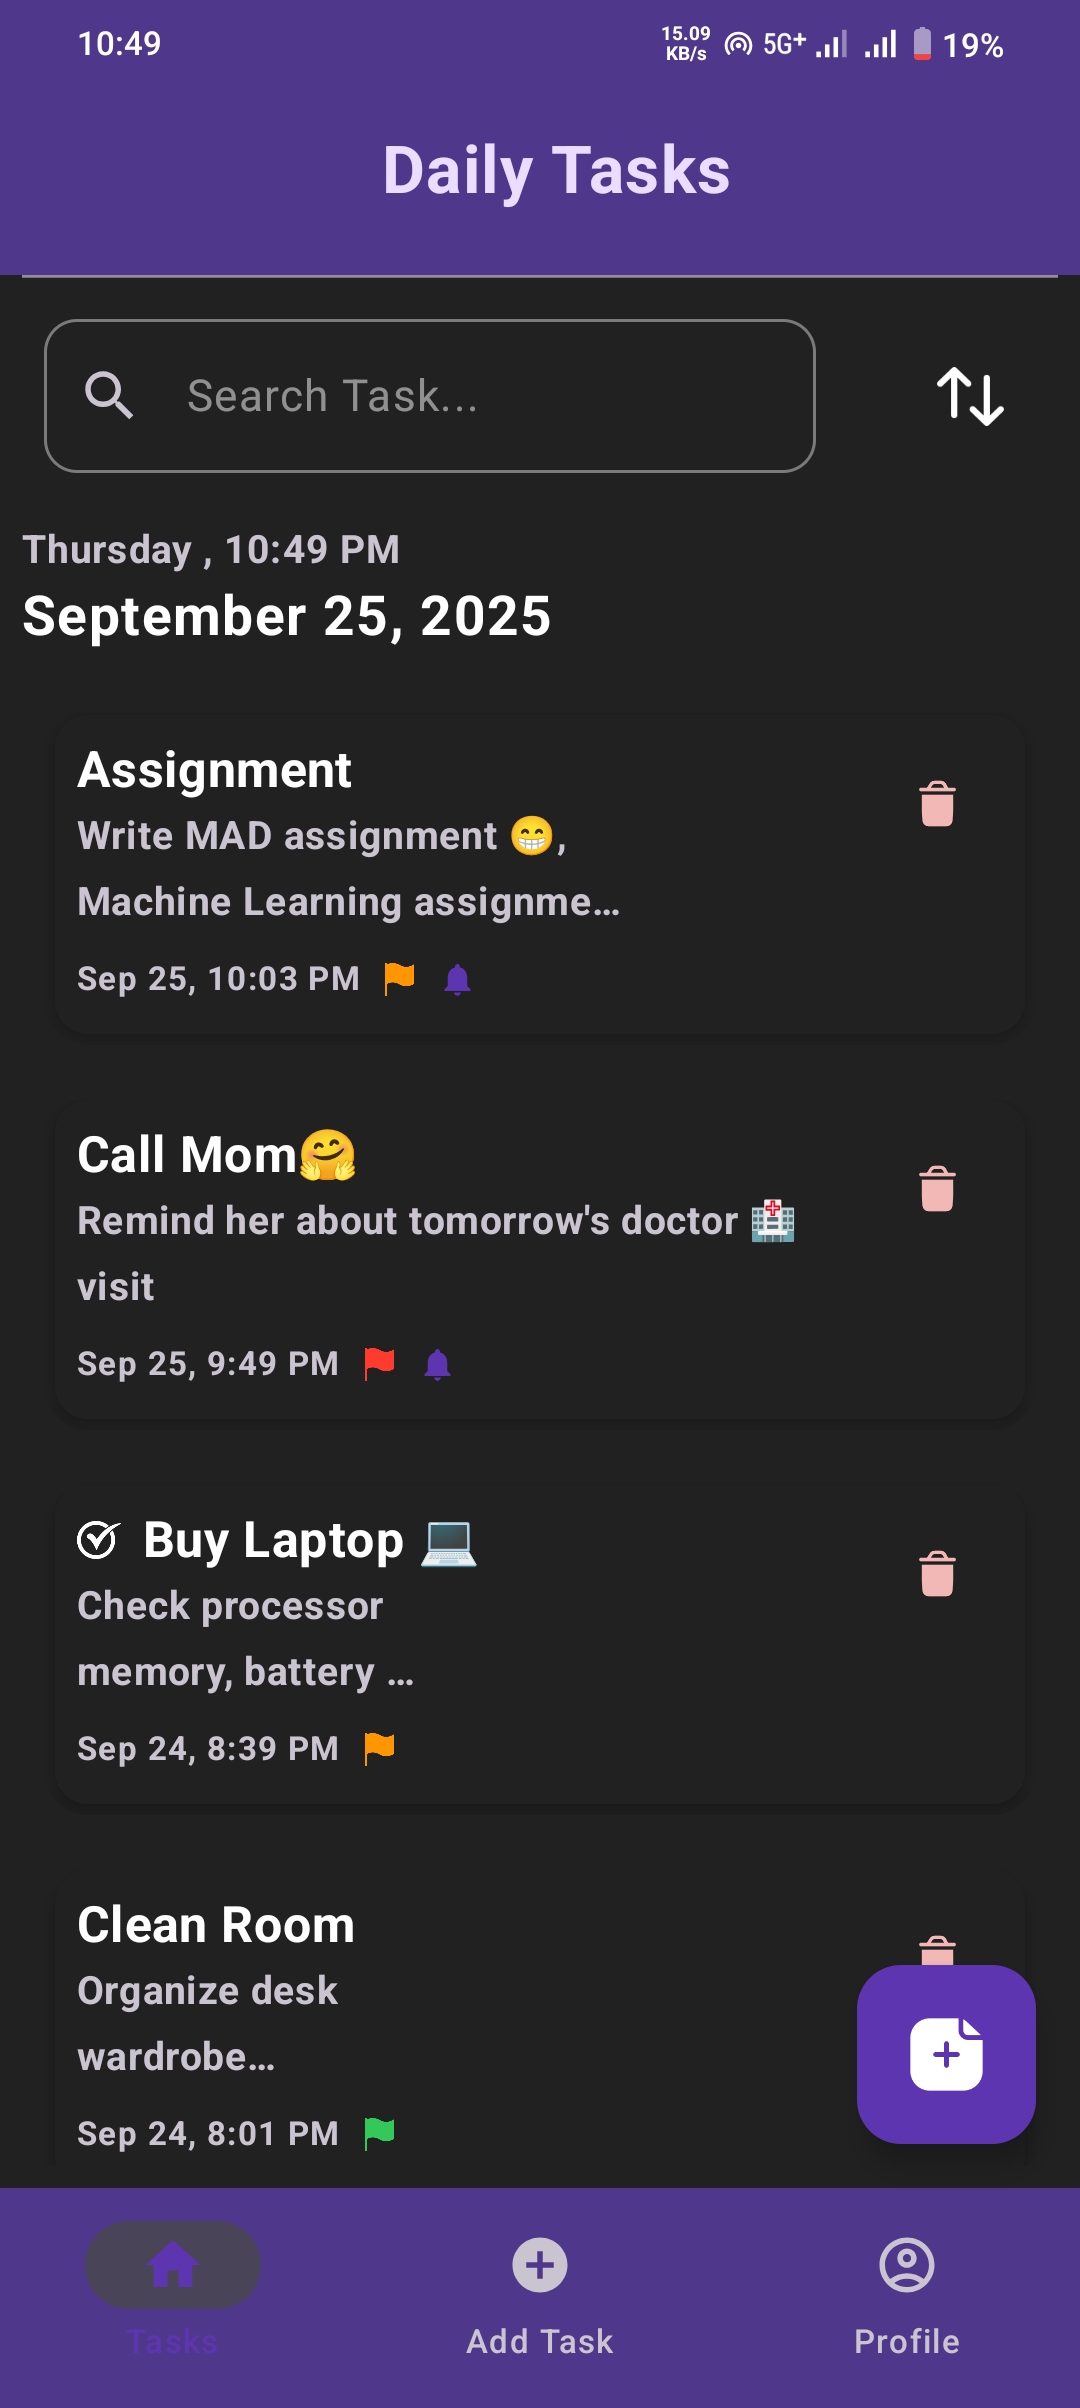 10:49
15.09
KB/s
5G+
19%
Daily Tasks
Search Task...
Thursday , 10:49 PM
September 25, 2025
Assignment
Write MAD assignment 😁,
Machine Learning assignme...
Sep 25, 10:03 PM
Call Mom🤗
Remind her about tomorrow's doctor 🏥
visit
Sep 25, 9:49 PM
Buy Laptop 💻
Check processor
memory, battery ...
Sep 24, 8:39 PM
Clean Room
Organize desk
wardrobe...
Sep 24, 8:01 PM
Tasks
Add Task
Profile